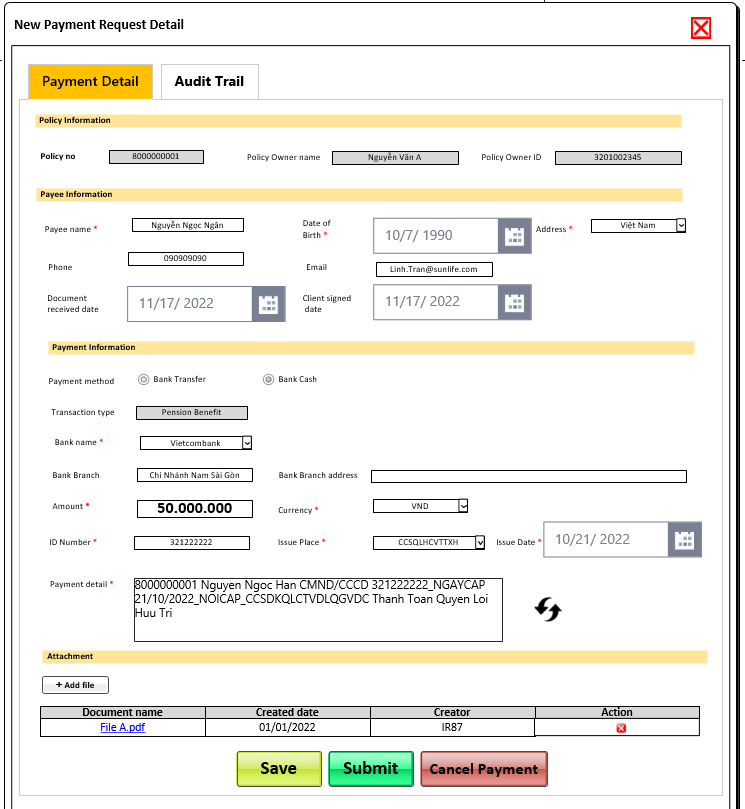 New Payment Request Detail
Payment Detail
Audit Trail
Policy Information
Policy no 8000000001 Policy Owner name Nguyễn Văn A Policy Owner ID 3201002345
Payee Information
Payee name * Nguyễn Ngọc Ngân Date of Birth * 10/7/ 1990 Address * Việt Nam
Phone 090909090 Email Linh.Tran@sunlife.com
Document received date 11/17/ 2022 Client signed date 11/17/ 2022
Payment Information
Payment method Bank Transfer Bank Cash
Transaction type Pension Benefit
Bank name * Vietcombank
Bank Branch Chi Nhánh Nam Sài Gòn Bank Branch address
Amount * 50.000.000 Currency * VND
ID Number * 321222222 Issue Place * CCSQLHCVTTXH Issue Date * 10/21/ 2022
Payment detail * 8000000001 Nguyen Ngoc Han CMND/CCCD 321222222_NGAYCAP
21/10/2022_NOICAP_CCSDKQLCTVDLQGVDC Thanh Toan Quyen Loi
Huu Tri
Attachment
+ Add file
Document name Created date Creator Action
File A.pdf 01/01/2022 IR87
Save Submit Cancel Payment